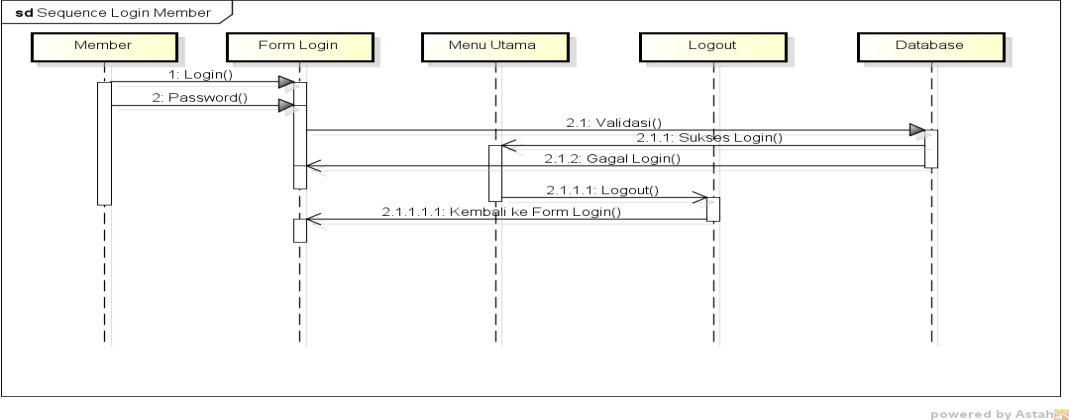 sd Sequence Login Member
Member
Form Login
Menu Utama
Logout
Database
1: Login()
2: Password()
2.1: Validasi()
2.1.1: Sukses Login()
2.1.2: Gagal Login()
2.1.1.1: Logout()
2.1.1.1.1: Kembali ke Form Login()
powered by Astah